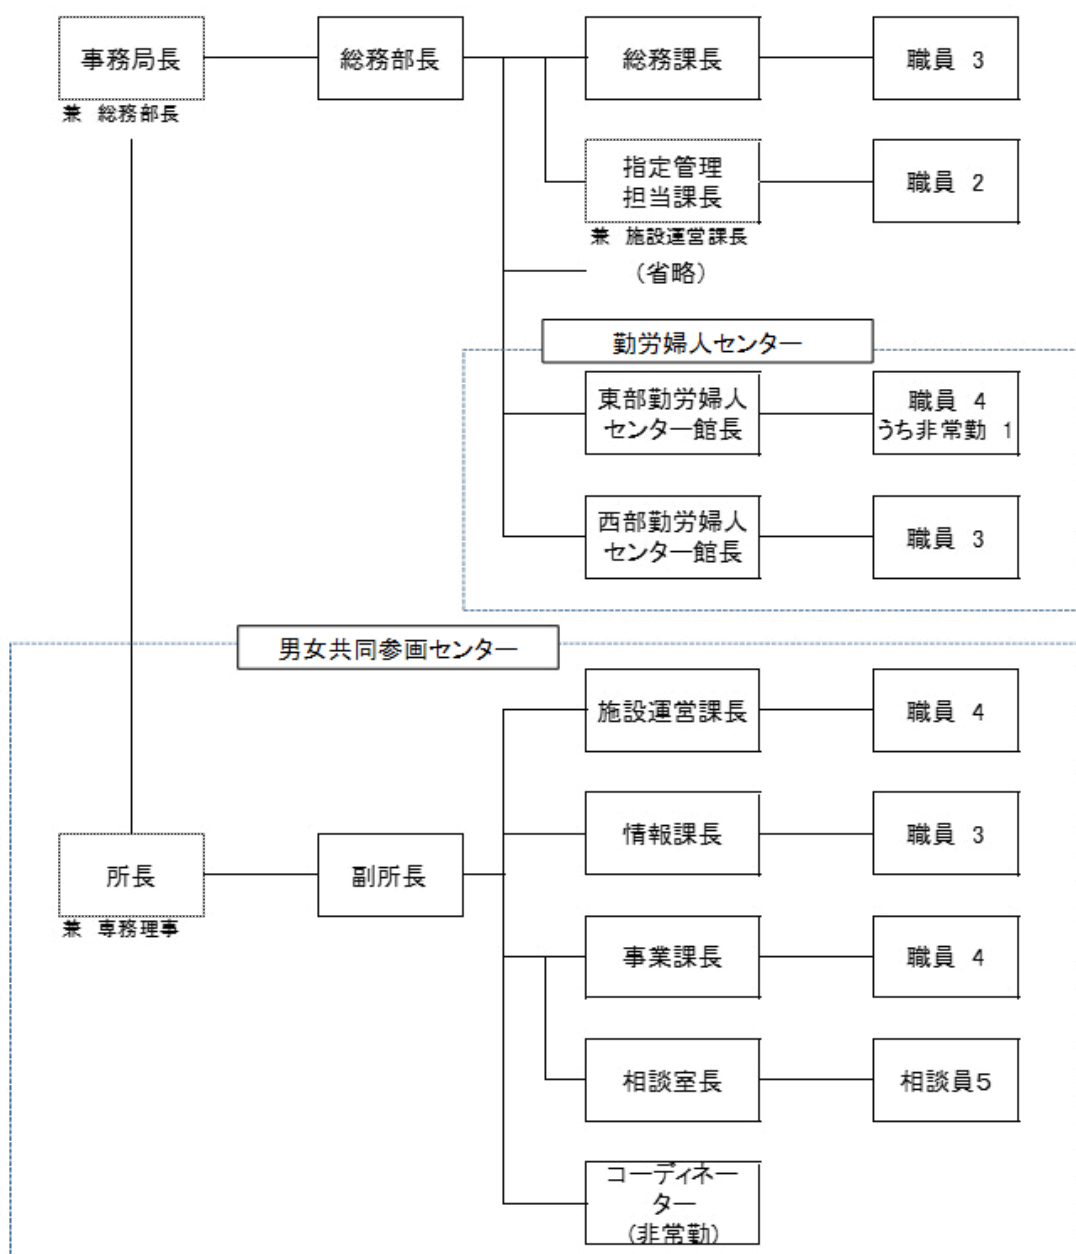 事務局長
兼 総務部長
総務部長
総務課長
職員 3
指定管理
担当課長
兼 施設運営課長
職員 2
(省略)
勤労婦人センター
東部勤労婦人
センター館長
職員 4
うち非常勤 1
西部勤労婦人
センター館長
職員 3
男女共同参画センター
施設運営課長
職員 4
情報課長
職員 3
所長
兼 専務理事
副所長
事業課長
職員 4
相談室長
相談員5
コーディネー
ター
(非常勤)